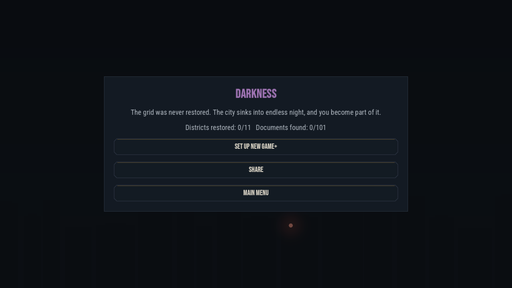 DARKNESS
The grid was never restored. The city sinks into endless night, and you become part of it.
Districts restored: 0/11 Documents found: 0/101
SET UP NEW GAME+
SHARE
MAIN MENU